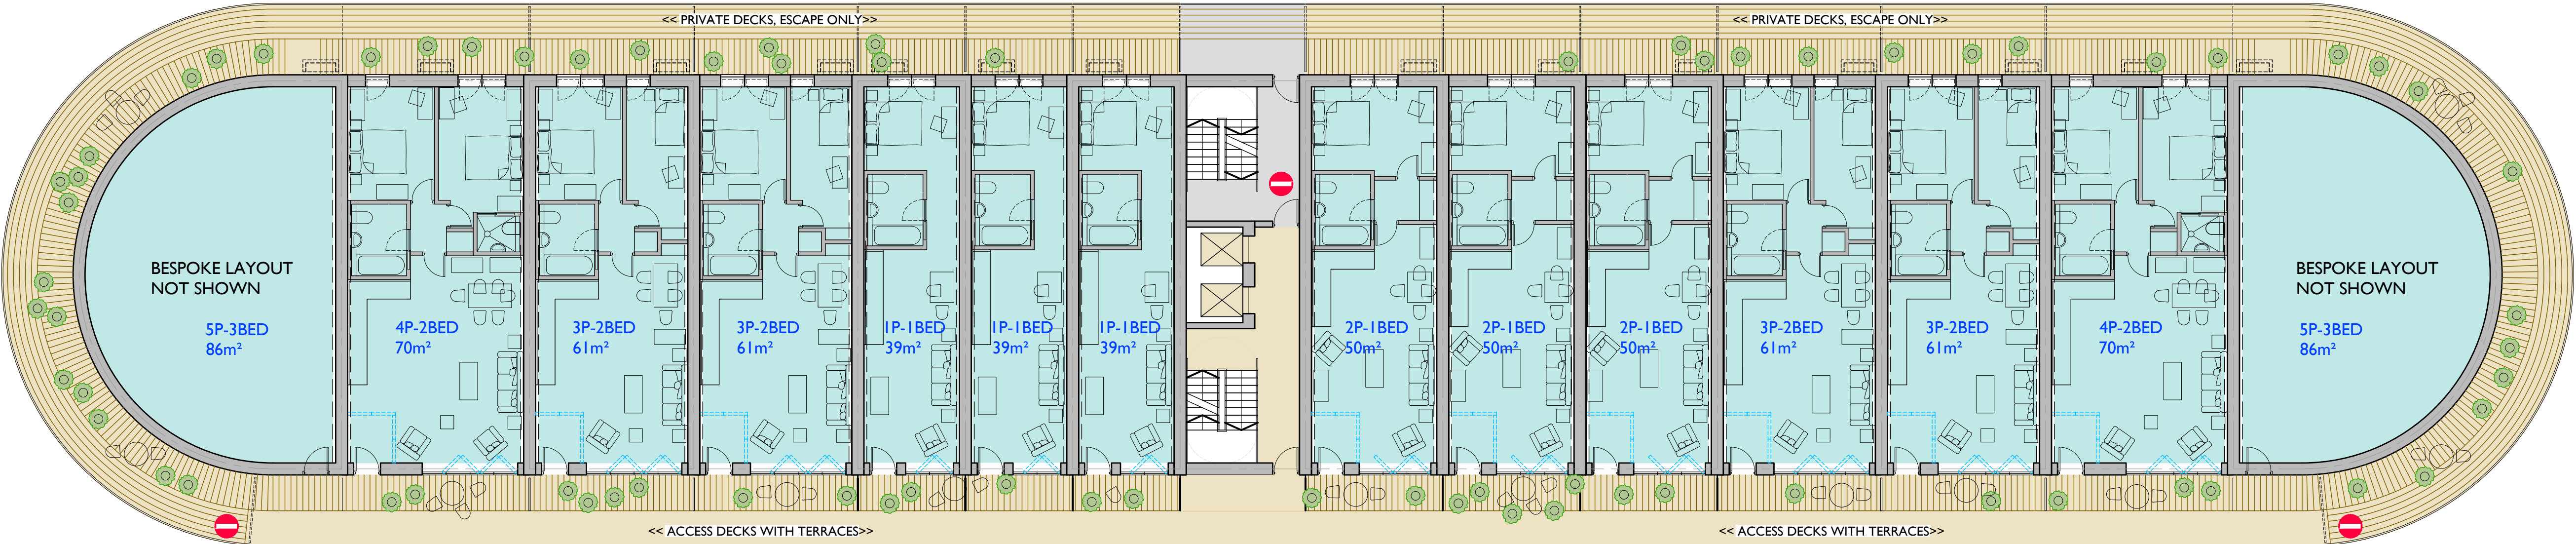 << PRIVATE DECKS, ESCAPE ONLY>>
<< PRIVATE DECKS, ESCAPE ONLY>>
BESPOKE LAYOUT
NOT SHOWN
5P-3BED
86m²
4P-2BED
70m²
3P-2BED
61m²
3P-2BED
61m²
1P-1BED
39m²
1P-1BED
39m²
1P-1BED
39m²
2P-1BED
50m²
2P-1BED
50m²
2P-1BED
50m²
3P-2BED
61m²
3P-2BED
61m²
4P-2BED
70m²
BESPOKE LAYOUT
NOT SHOWN
5P-3BED
86m²
<< ACCESS DECKS WITH TERRACES>>
<< ACCESS DECKS WITH TERRACES>>